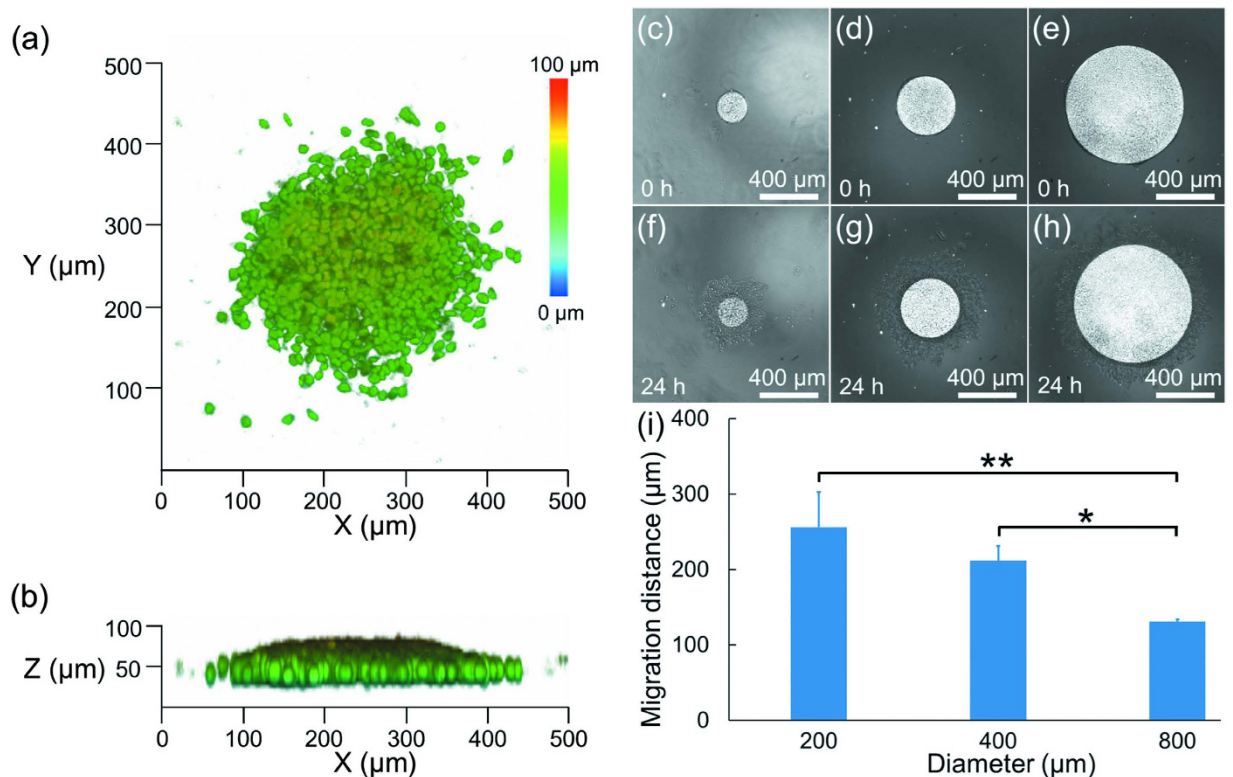 (a)
500
400
300
Y (µm)
200
100
0 100 200 300 400 500
X (µm)
100 µm
0 µm
(b)
100
Z (µm)
50
0 100 200 300 400 500
X (µm)
(c)
0 h
400 µm
(d)
0 h
400 µm
(e)
0 h
400 µm
(f)
24 h
400 µm
(g)
24 h
400 µm
(h)
24 h
400 µm
(i)
Migration distance (µm)
400
300
200
100
0
**
*
200 400 800
Diameter (µm)